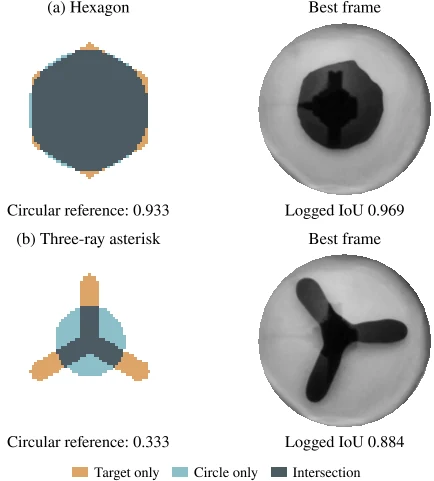 (a) Hexagon
Best frame
Circular reference: 0.933
Logged IoU 0.969
(b) Three-ray asterisk
Best frame
Circular reference: 0.333
Logged IoU 0.884
Target only
Circle only
Intersection